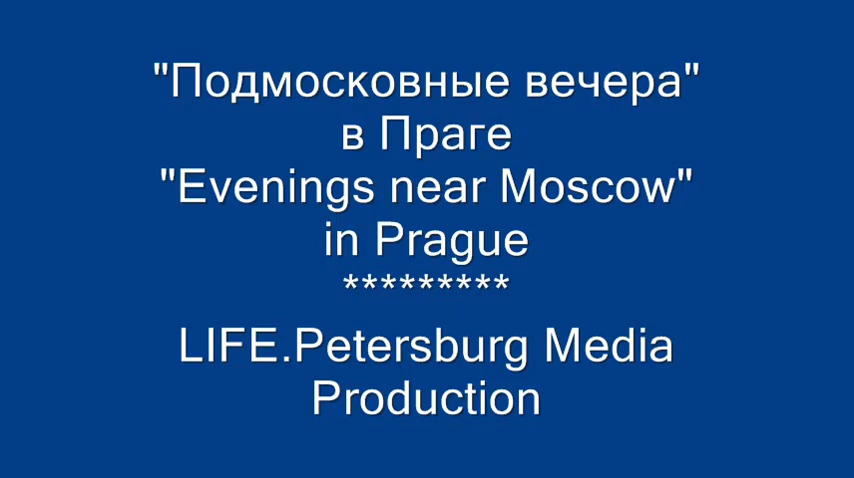 "Подмосковные вечера"
в Праге
"Evenings near Moscow"
in Prague
*********
LIFE.Petersburg Media
Production